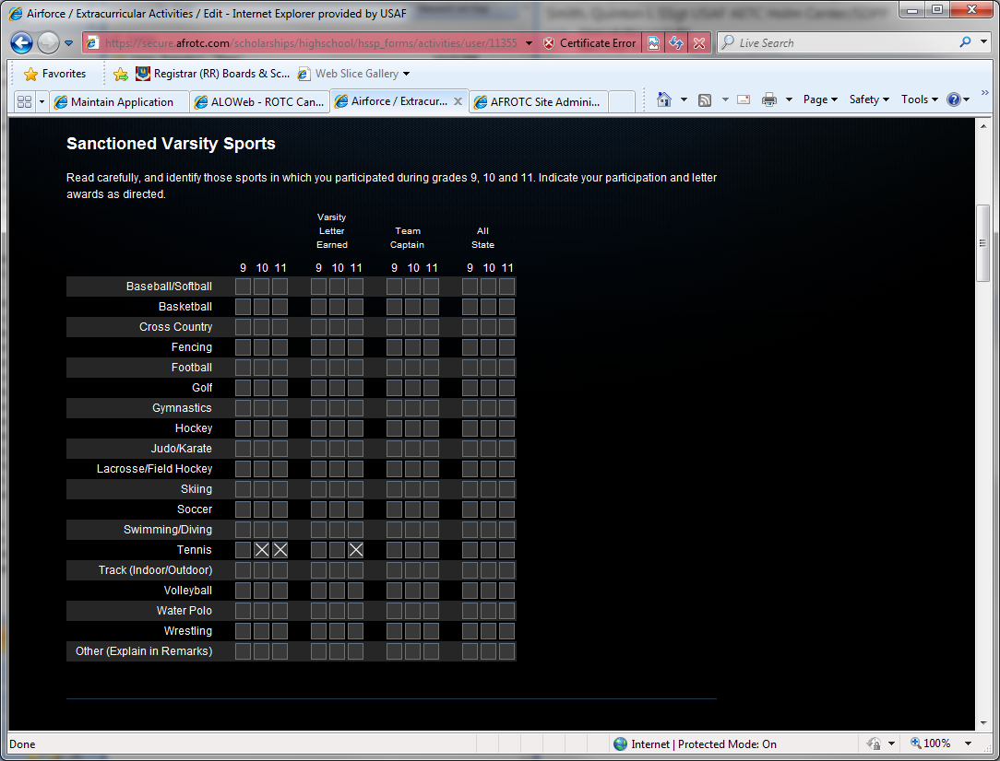 Airforce / Extracurricular Activities / Edit - Internet Explorer provided by USAF
https://secure.afrotc.com/scholarships/highschool/hssp_forms/activities/user/11355
Certificate Error
Live Search
Favorites
Registrar (RR) Boards & Sc...
Web Slice Gallery
Maintain Application
ALOWeb - ROTC Can...
Airforce / Extracur...
AFROTC Site Admini...
Page
Safety
Tools
Sanctioned Varsity Sports
Read carefully, and identify those sports in which you participated during grades 9, 10 and 11. Indicate your participation and letter
awards as directed.
Varsity
Letter Team All
Earned Captain State
9 10 11 9 10 11 9 10 11 9 10 11
Baseball/Softball
Basketball
Cross Country
Fencing
Football
Golf
Gymnastics
Hockey
Judo/Karate
Lacrosse/Field Hockey
Skiing
Soccer
Swimming/Diving
Tennis
Track (Indoor/Outdoor)
Volleyball
Water Polo
Wrestling
Other (Explain in Remarks)
Done
Internet | Protected Mode: On
100%